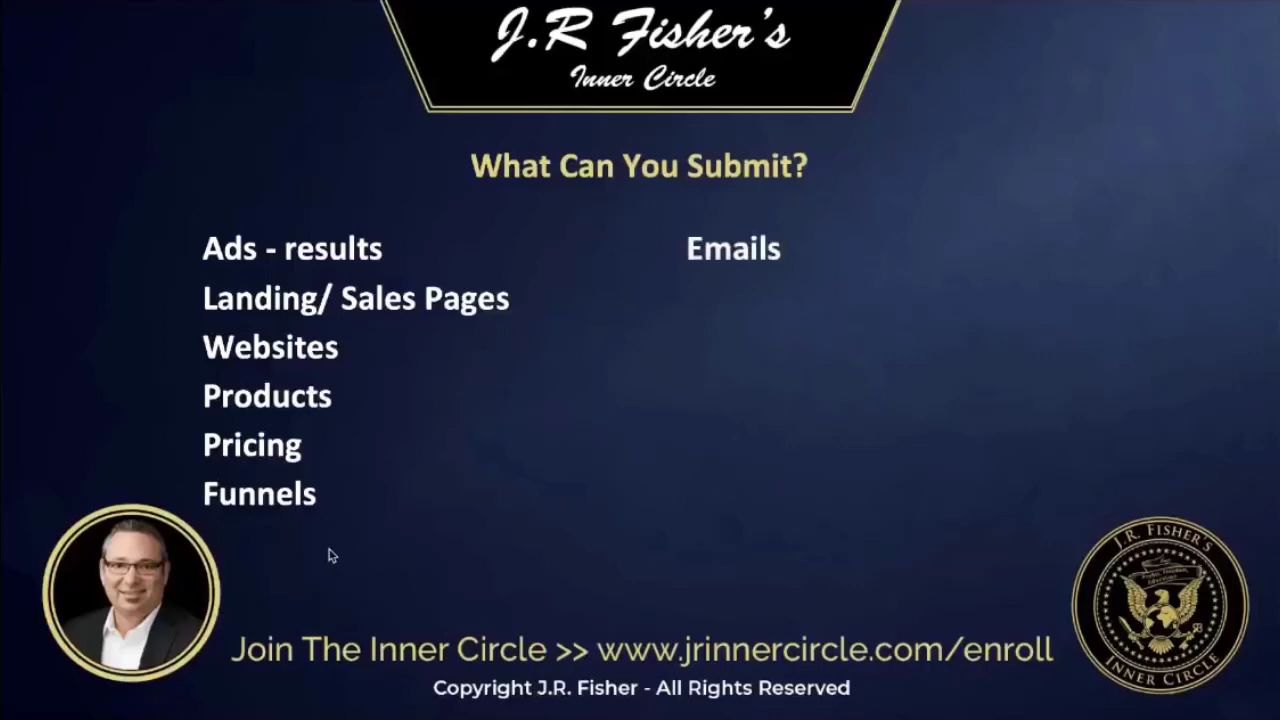 J.R Fisher's
Inner Circle
What Can You Submit?
Ads - results
Landing/ Sales Pages
Websites
Products
Pricing
Funnels
Emails
J.R. FISHER'S
INNER CIRCLE
Join The Inner Circle >> www.jrinnercircle.com/enroll
Copyright J.R. Fisher - All Rights Reserved